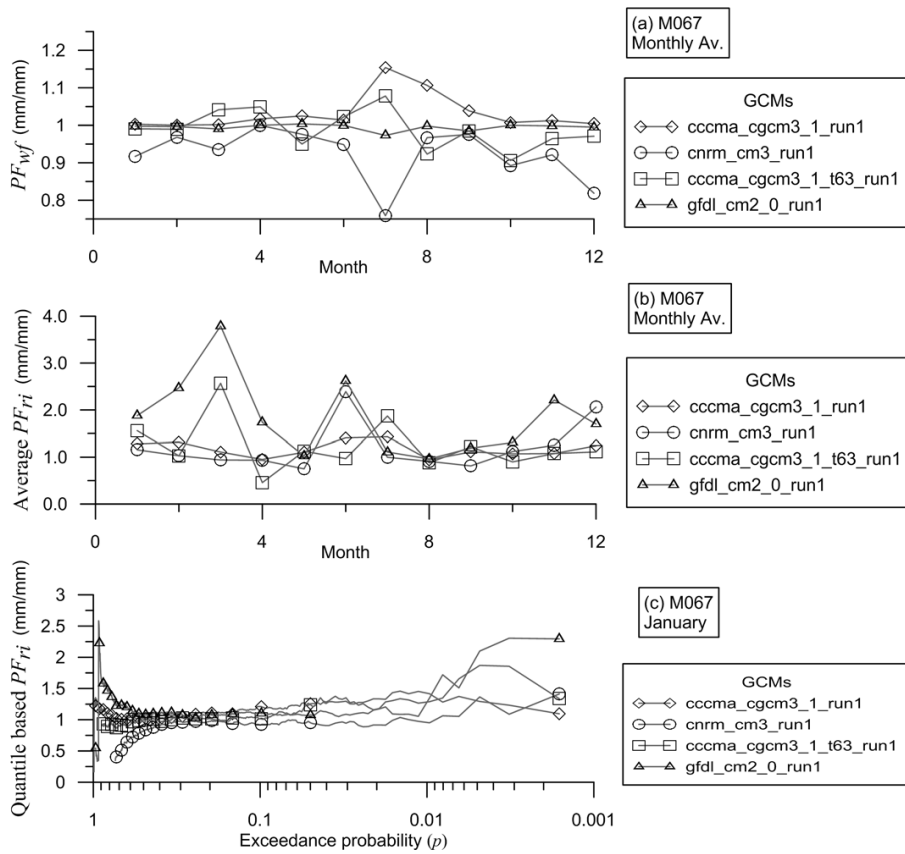 (a) M067
Monthly Av.
PFwf (mm/mm)
1.2
1.1
1
0.9
0.8
0
4
8
12
Month
GCMs
cccma_cgcm3_1_run1
cnrm_cm3_run1
cccma_cgcm3_1_t63_run1
gfdl_cm2_0_run1
(b) M067
Monthly Av.
Average PFri (mm/mm)
4.0
3.0
2.0
1.0
0.0
0
4
8
12
Month
GCMs
cccma_cgcm3_1_run1
cnrm_cm3_run1
cccma_cgcm3_1_t63_run1
gfdl_cm2_0_run1
(c) M067
January
Quantile based PFri (mm/mm)
3
2.5
2
1.5
1
0.5
0
1
0.1
0.01
0.001
Exceedance probability (p)
GCMs
cccma_cgcm3_1_run1
cnrm_cm3_run1
cccma_cgcm3_1_t63_run1
gfdl_cm2_0_run1